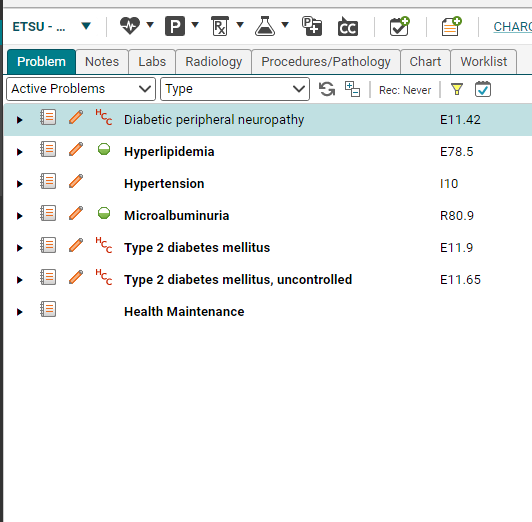 ETSU - ...
P
Rx
P
CC
CHARG
Problem Notes Labs Radiology Procedures/Pathology Chart Worklist
Active Problems Type Rec: Never
HCC Diabetic peripheral neuropathy E11.42
Hyperlipidemia E78.5
Hypertension I10
Microalbuminuria R80.9
HCC Type 2 diabetes mellitus E11.9
HCC Type 2 diabetes mellitus, uncontrolled E11.65
Health Maintenance